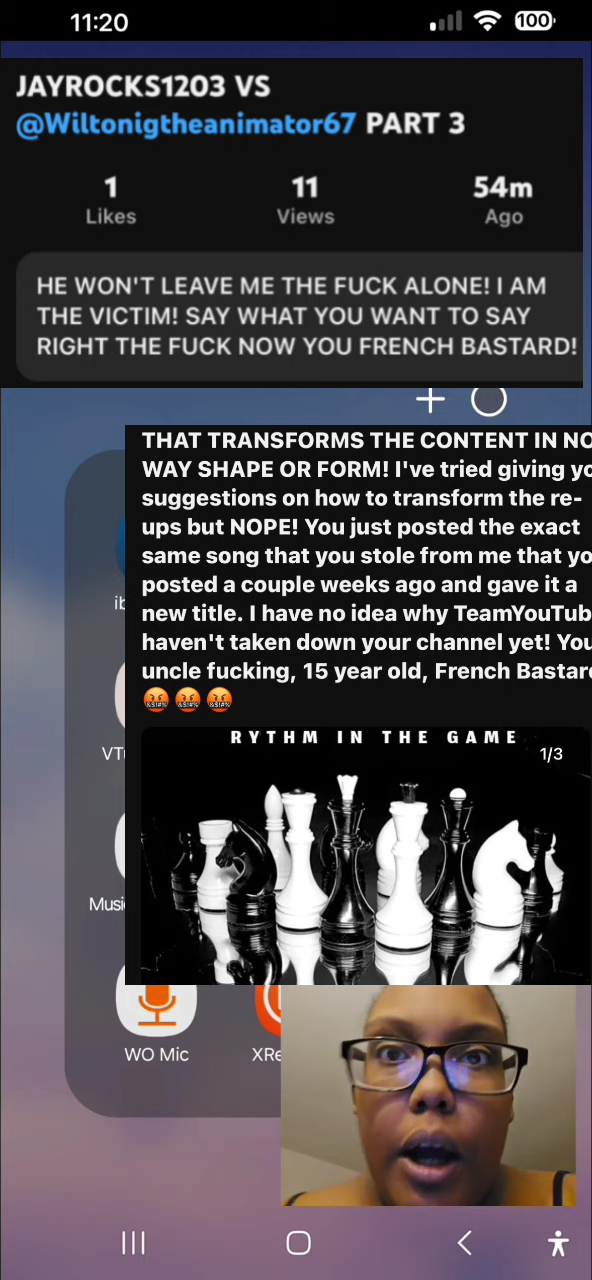 11:20
100
JAYROCKS1203 VS
@Wiltonigtheanimator67 PART 3
1
Likes
11
Views
54m
Ago
HE WON'T LEAVE ME THE FUCK ALONE! I AM
THE VICTIM! SAY WHAT YOU WANT TO SAY
RIGHT THE FUCK NOW YOU FRENCH BASTARD!
THAT TRANSFORMS THE CONTENT IN NO
WAY SHAPE OR FORM! I've tried giving yo
suggestions on how to transform the re-
ups but NOPE! You just posted the exact
same song that you stole from me that yo
posted a couple weeks ago and gave it a
new title. I have no idea why TeamYouTub
haven't taken down your channel yet! You
uncle fucking, 15 year old, French Bastar
RYTHM IN THE GAME
1/3
ib
VTu
Music
WO Mic
XRe